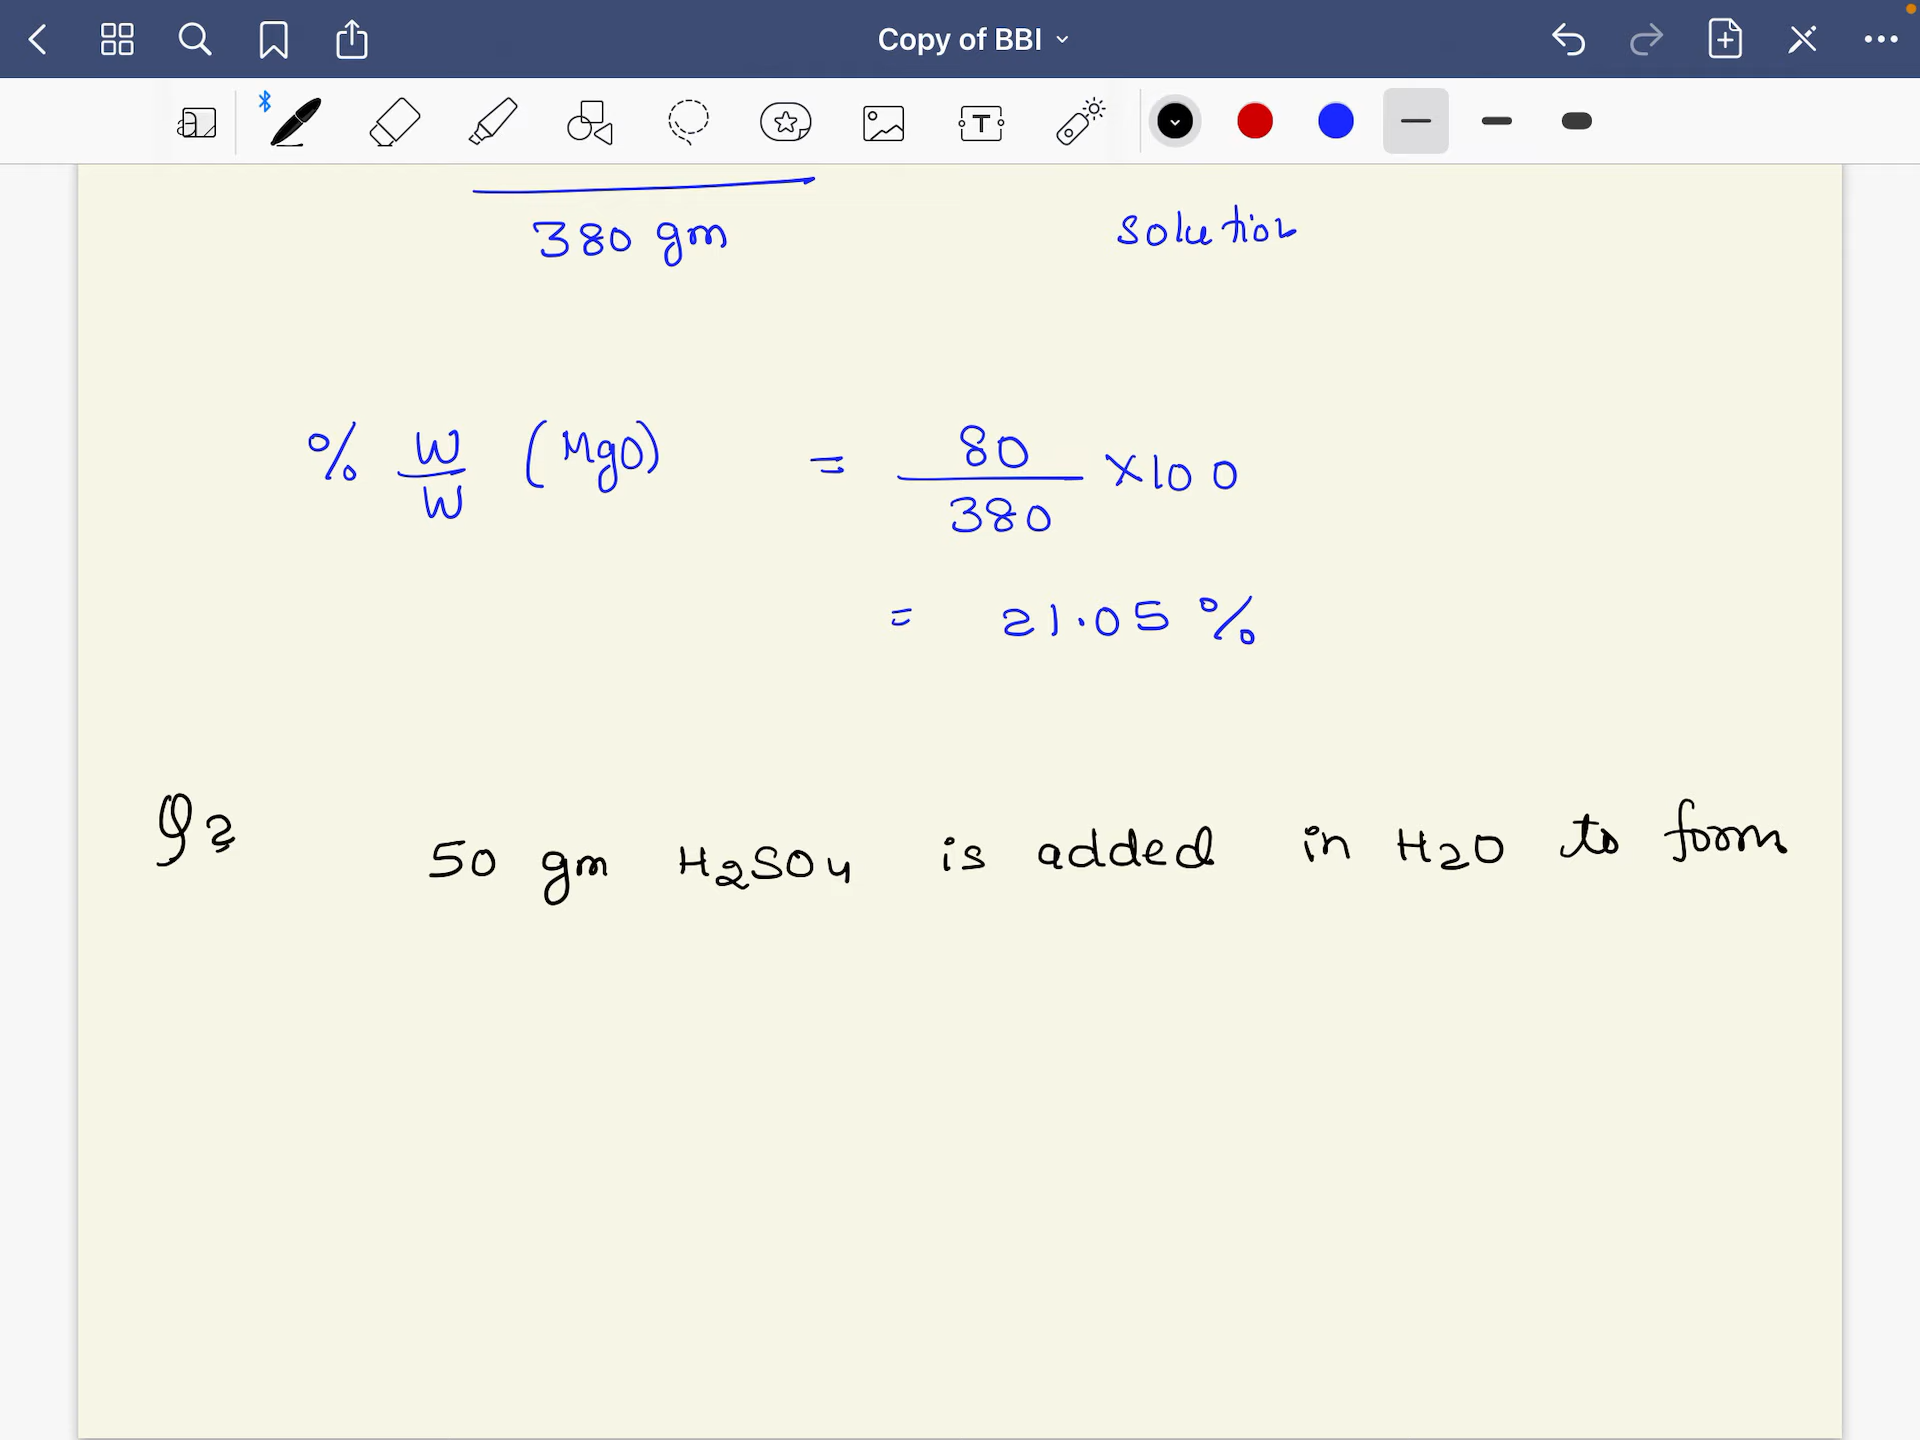 Copy of BBI
380 gm solution
% W/W (MgO) = 80/380 ×100
= 21.05 %
Q2 50 gm H2SO4 is added in H2O to form